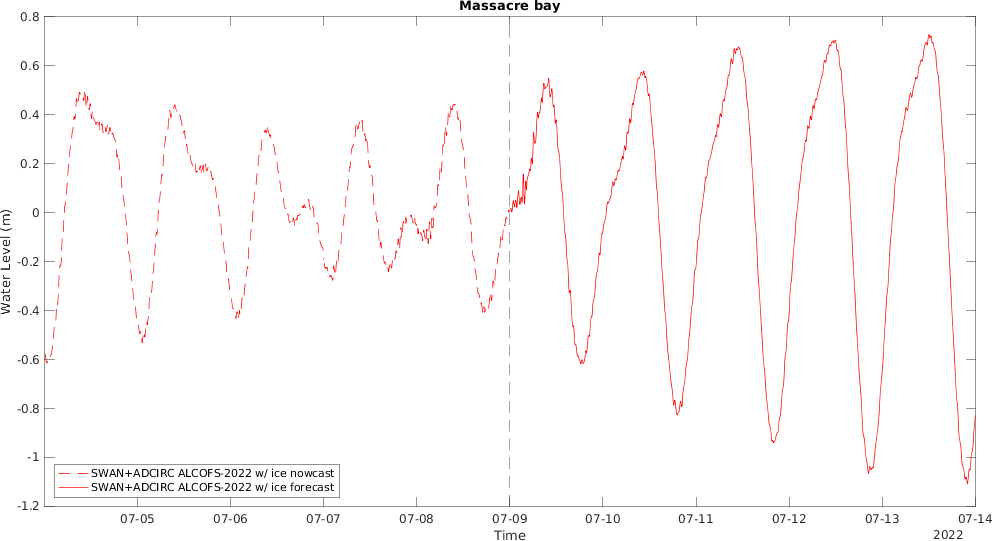 Massacre bay
Water Level (m)
0.8
0.6
0.4
0.2
0
-0.2
-0.4
-0.6
-0.8
-1
-1.2
SWAN+ADCIRC ALCOFS-2022 w/ ice nowcast
SWAN+ADCIRC ALCOFS-2022 w/ ice forecast
07-05 07-06 07-07 07-08 07-09 07-10 07-11 07-12 07-13 07-14
Time
2022